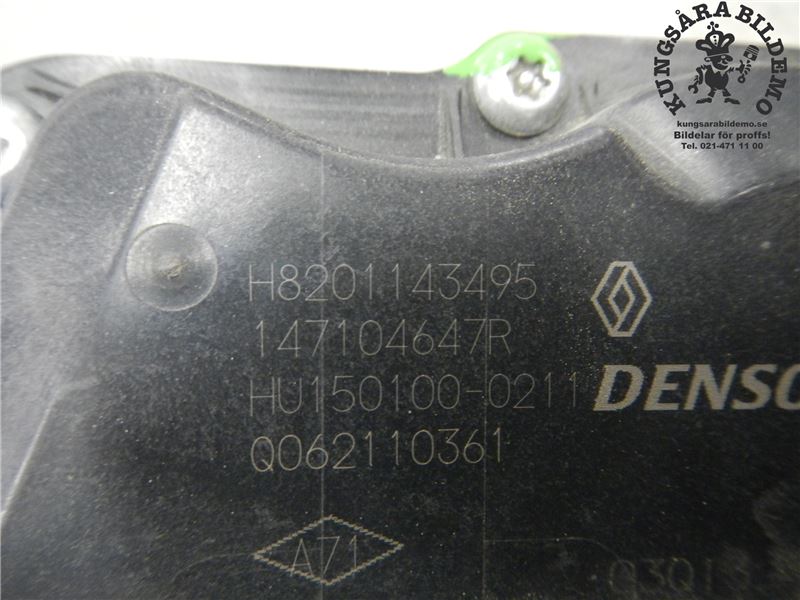 KUNGSÅRA BILDEMO
kungsarabildemo.se
Bildelar för proffs!
Tel. 021-471 11 00
H8201143495
147104647R
HU150100-0211
DENSO
Q062110361
A71